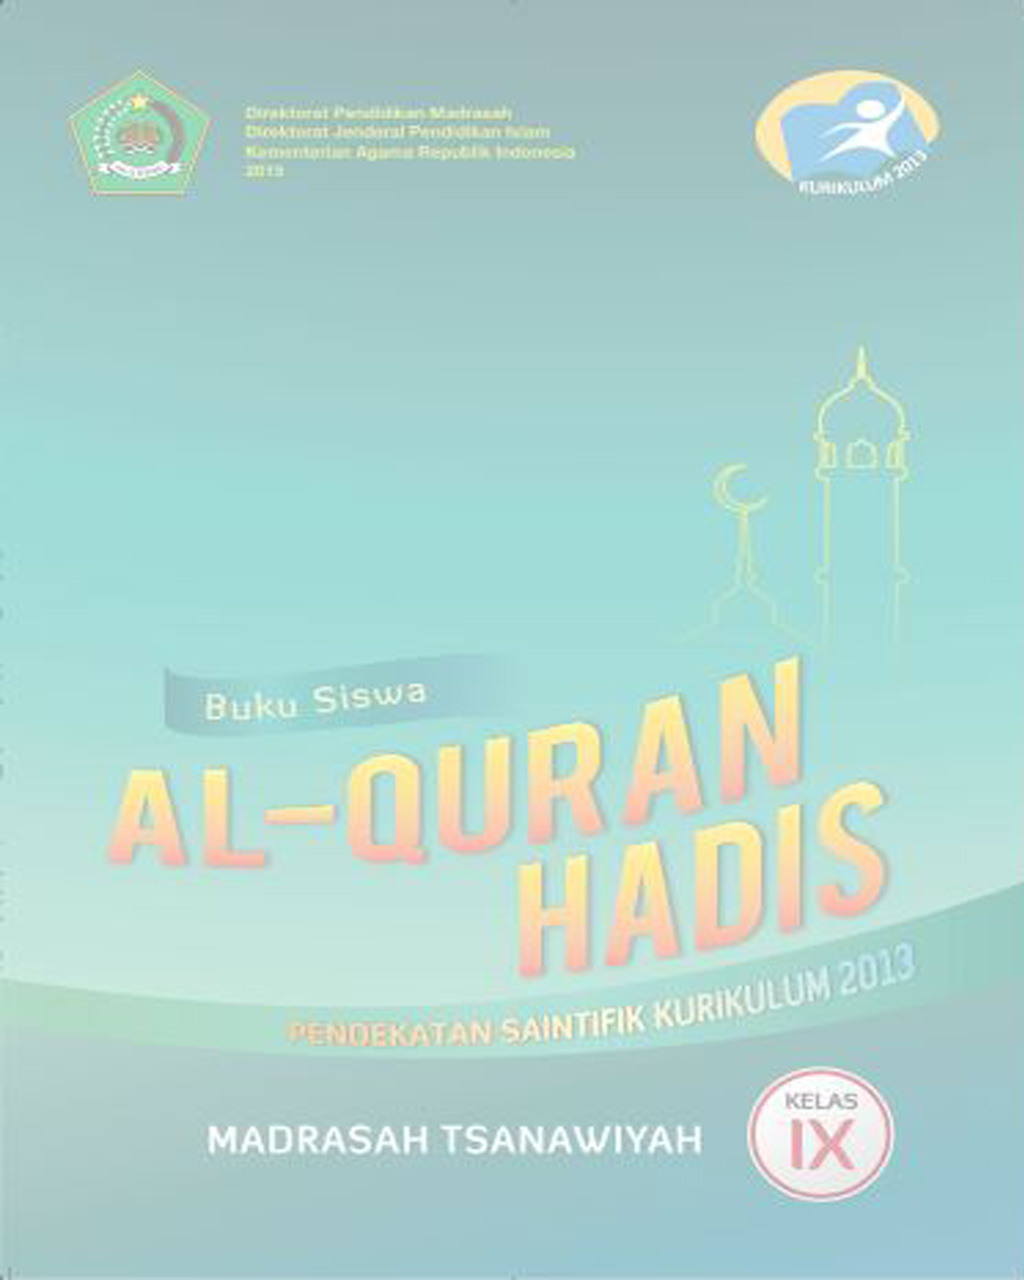 Direktorat Pendidikan Madrasah
Direktorat Jenderal Pendidikan Islam
Kementerian Agama Republik Indonesia
2013
KURIKULUM 2013
Buku Siswa
AL-QURAN
HADIS
PENDEKATAN SAINTIFIK KURIKULUM 2013
MADRASAH TSANAWIYAH
KELAS
IX